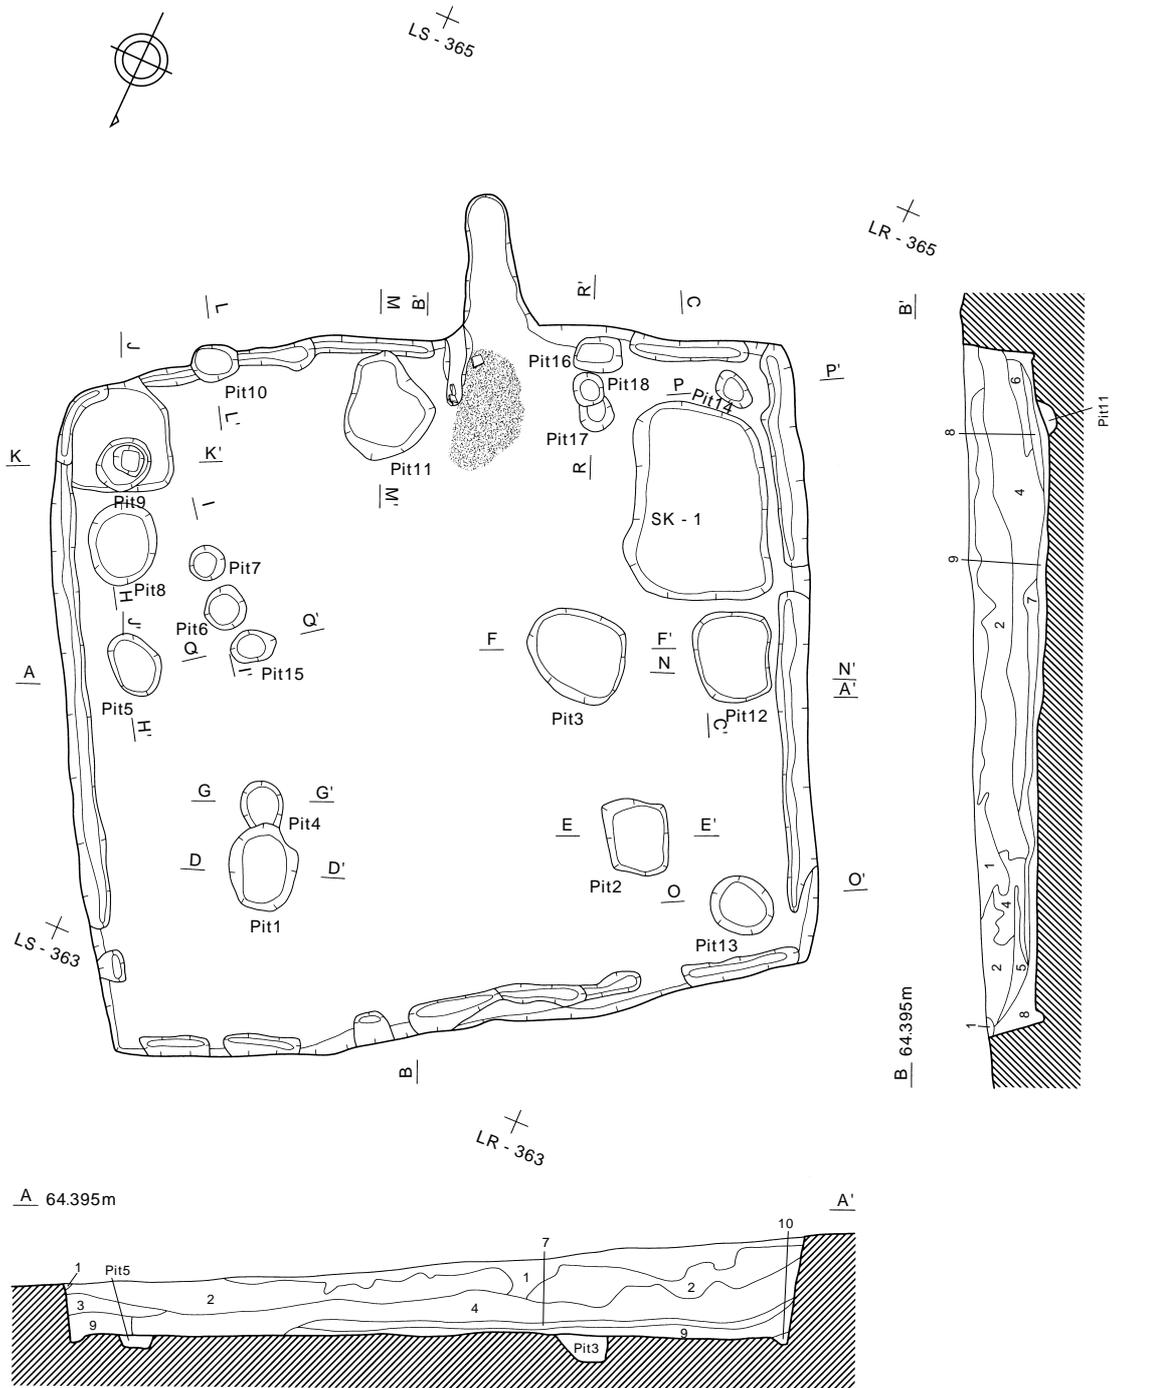 LS - 365
LR - 365
L
M
B'
R'
C
J
Pit16
Pit18
P
P'
Pit14
Pit10
L'
Pit17
Pit11
K
K'
R
M'
Pit9
I
SK - 1
Pit8
Pit7
H
J'
Pit6
Q
Q'
I'
Pit15
F
F'
N
N'
A'
A
Pit5
H'
Pit3
Pit12
C'
G
G'
Pit4
E
E'
D
D'
Pit2
O
O'
Pit1
Pit13
LS - 363
B
LR - 363
B'
6
Pit11
8
4
9
7
2
1
4
2
5
8
1
B 64.395m
A 64.395m
A'
10
7
1
Pit5
1
2
2
3
4
9
9
Pit3